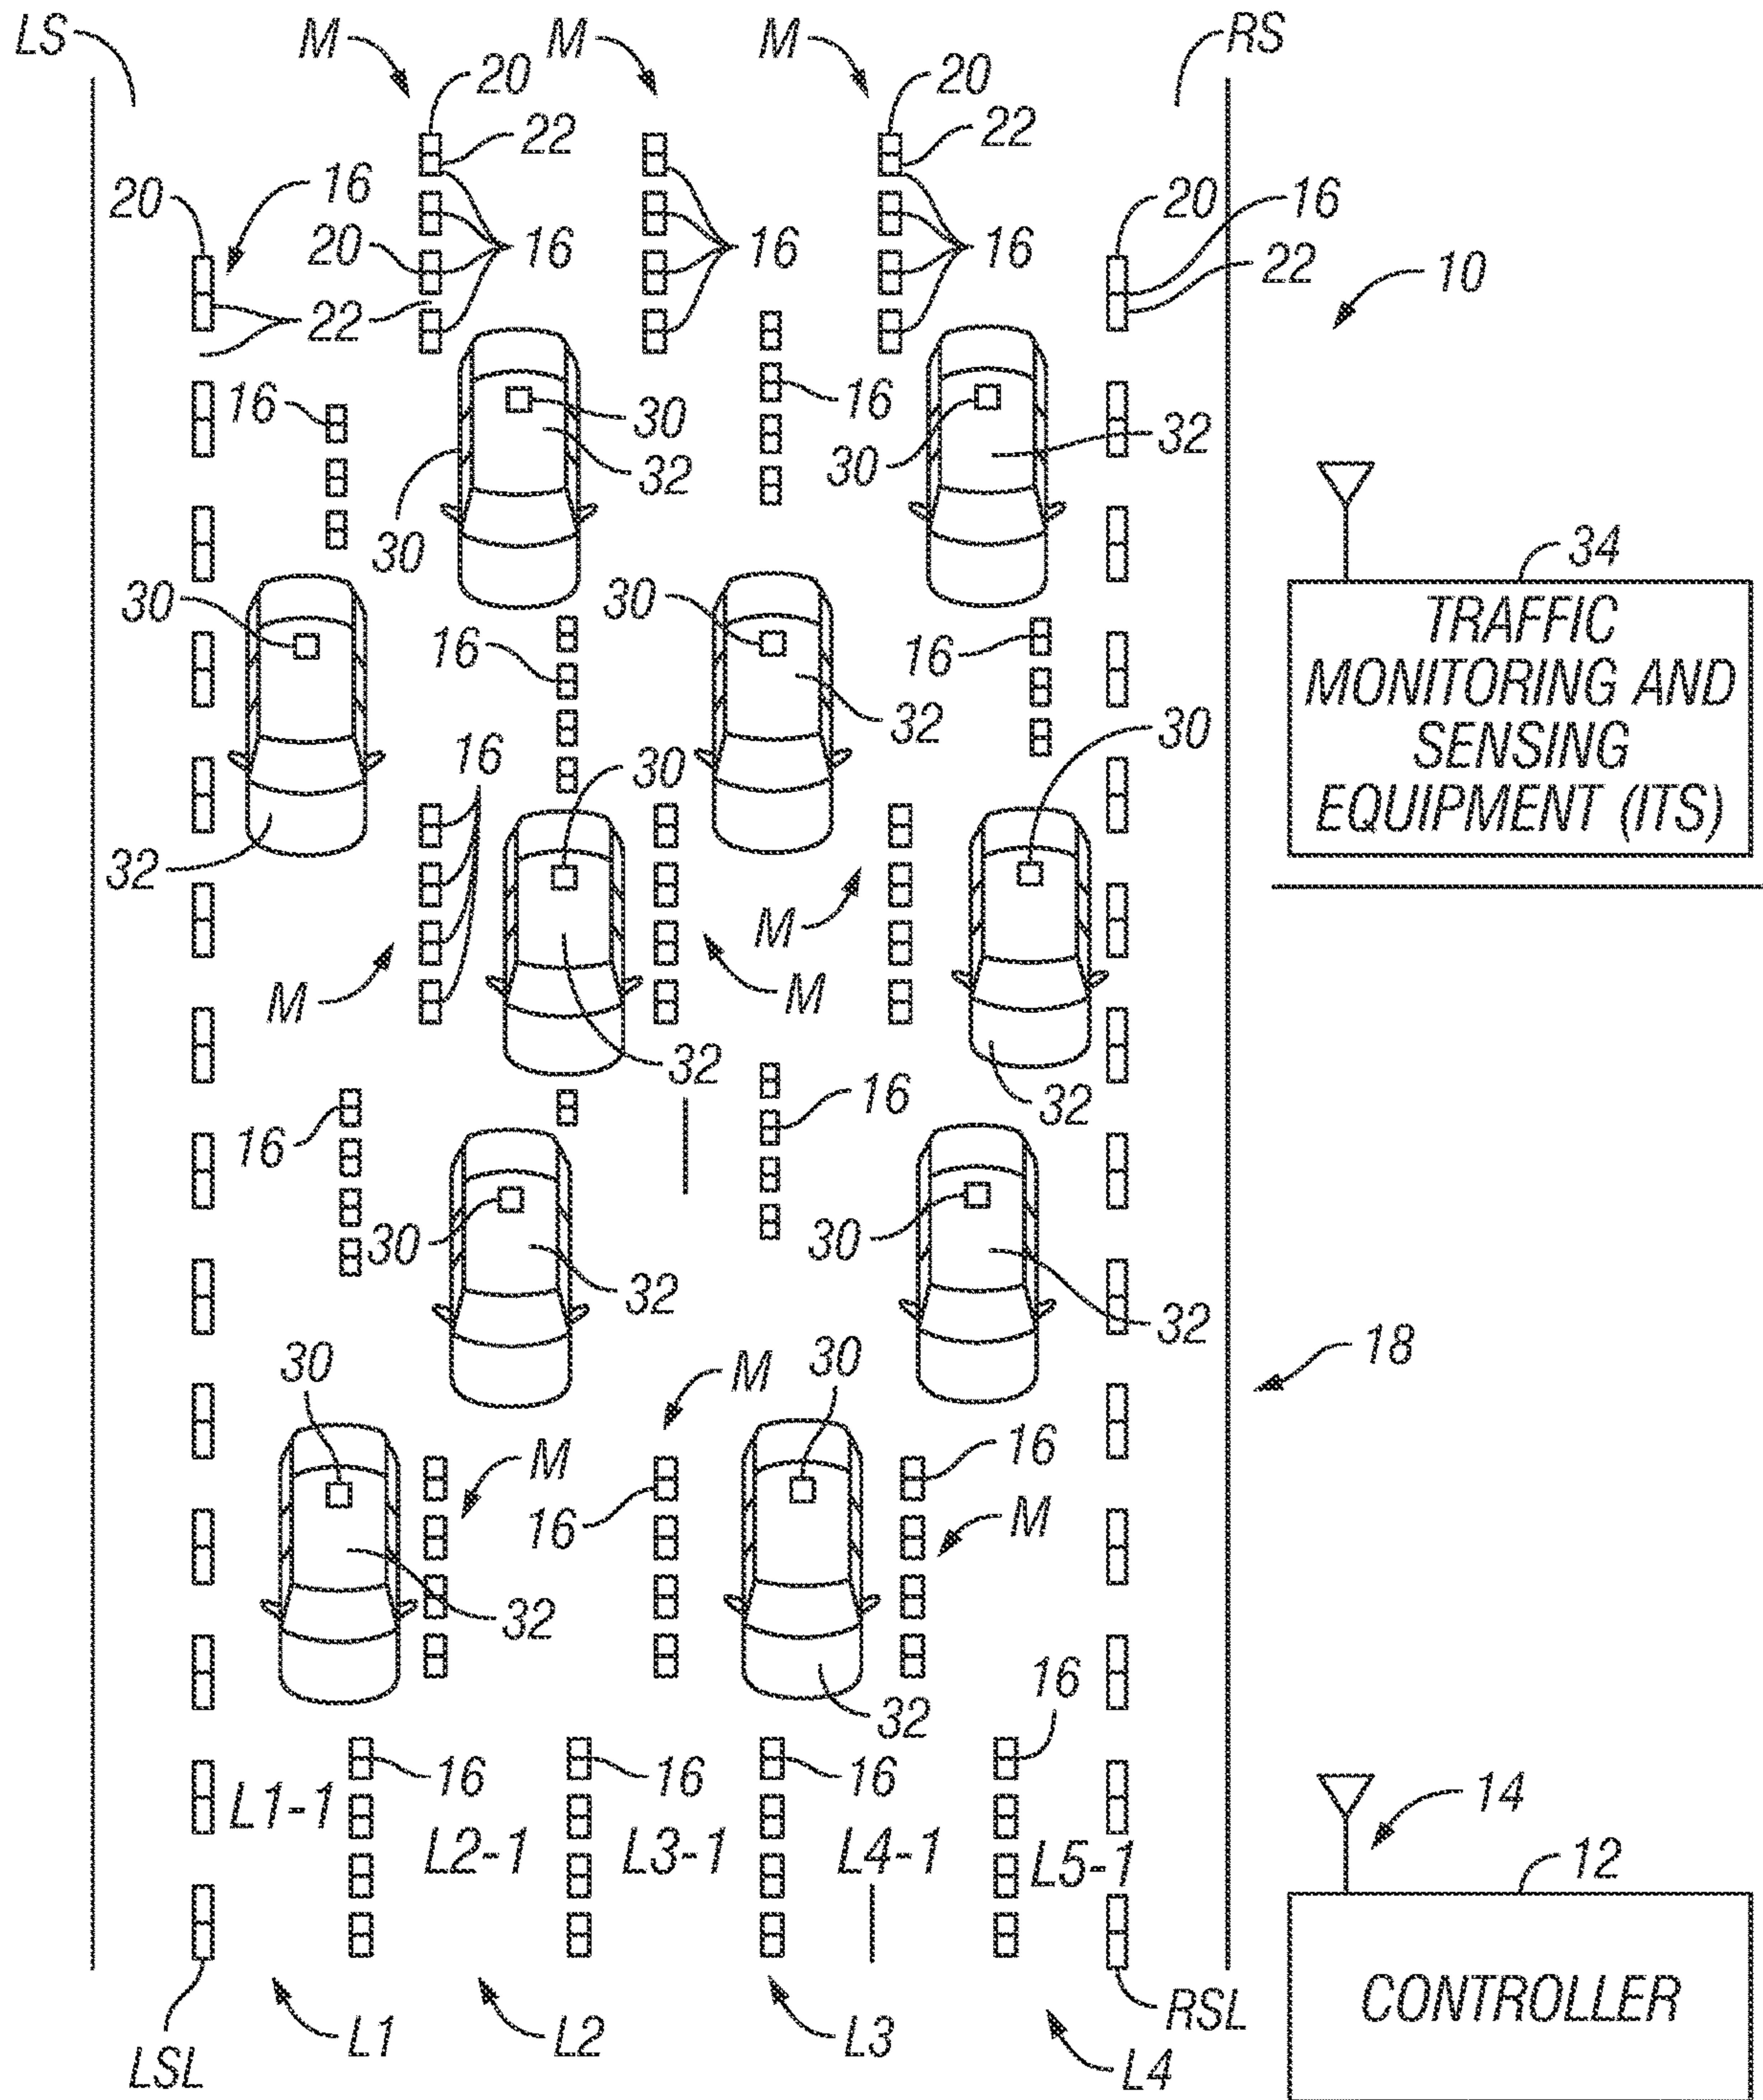 LS M M M RS
20 20
22 22
20 16 20 16
20 16 16 16 22 10
22
16 30 16 30 32
32
30 34
30 30 TRAFFIC
16 16 MONITORING AND
32 30 SENSING
16 30 EQUIPMENT (ITS)
32
M
M M
32
16 16 32
30 30
32 32
18
30 M 30
M 16
16 M
32
16
32
16 16 16 14
L1-1
L2-1 L3-1 L4-1 L5-1 12
CONTROLLER
RSL
L1 L2 L3
LSL L4